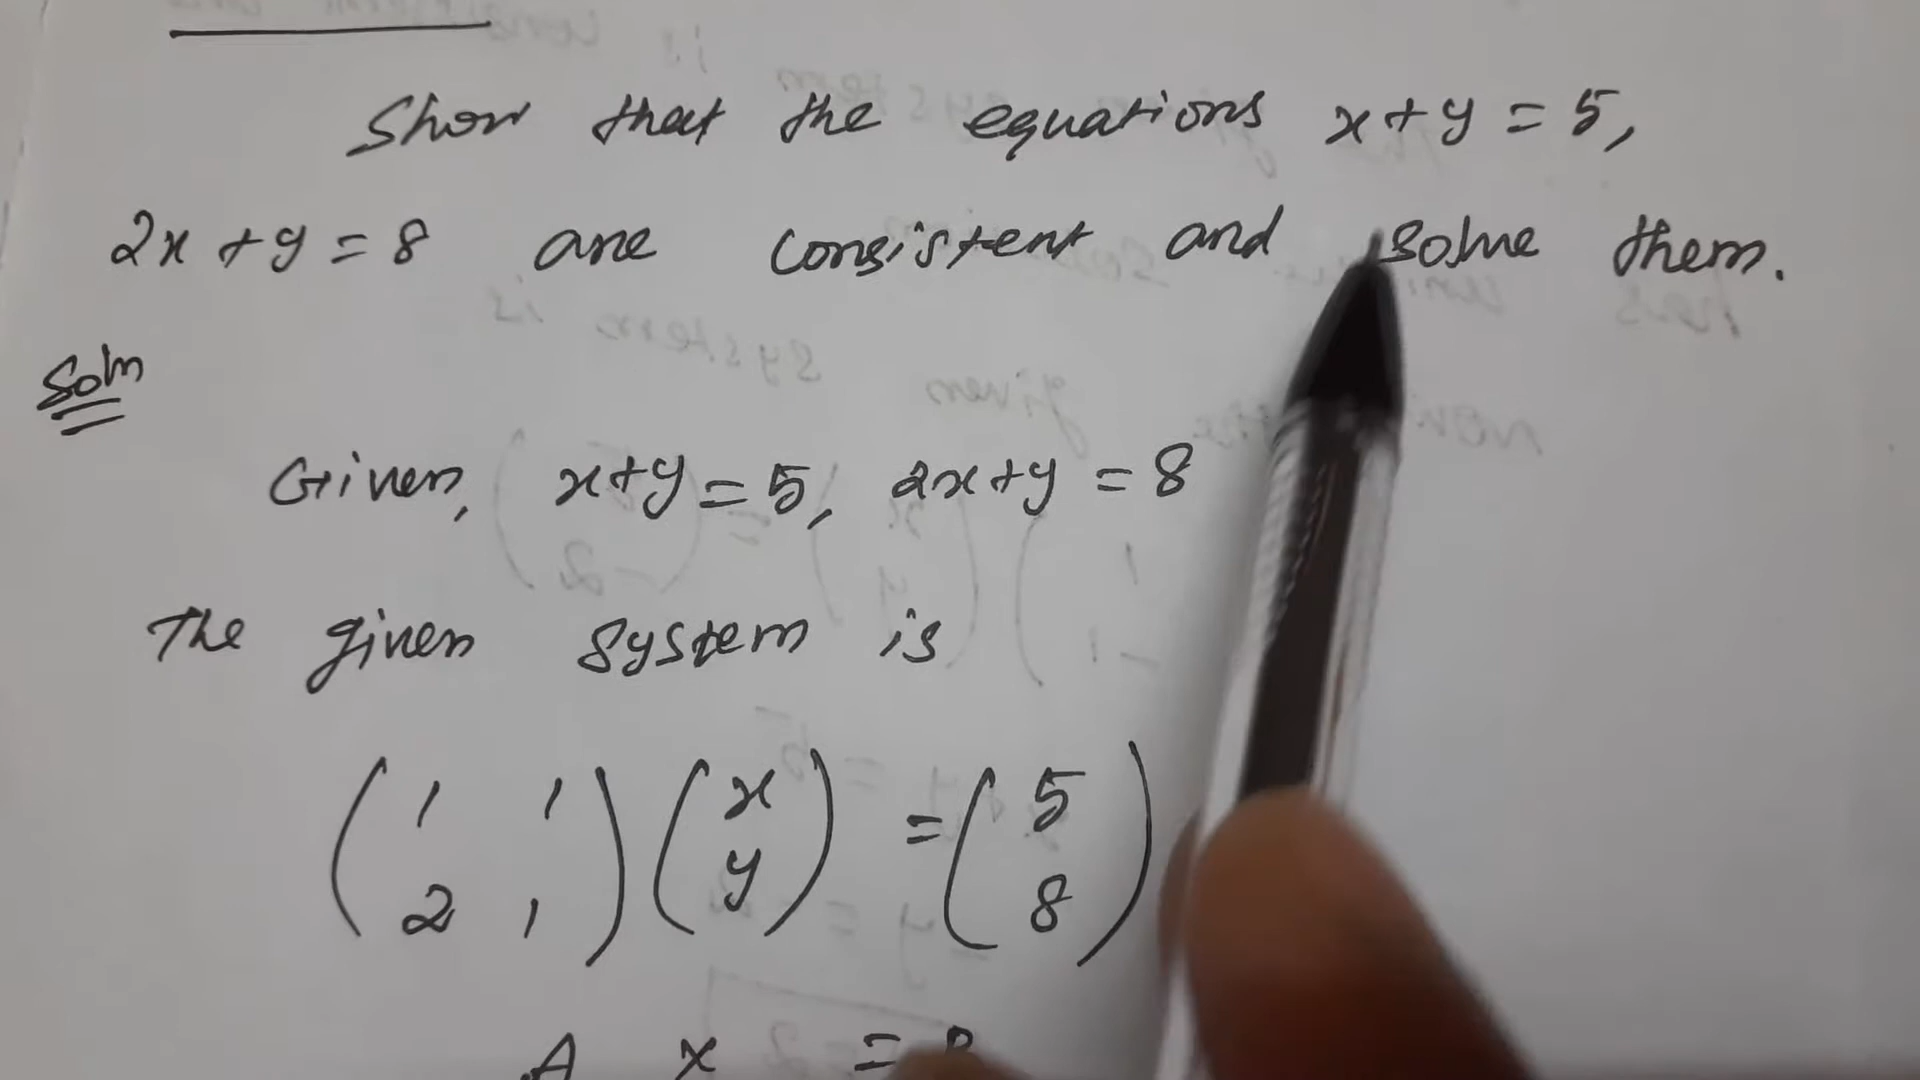 Show that the equations x+y=5,
2x+y=8 are consistent and solve them.
Soln
Given, x+y=5, 2x+y=8
The given system is
(1 1) (x) = (5)
(2 1) (y) (8)
A X = B